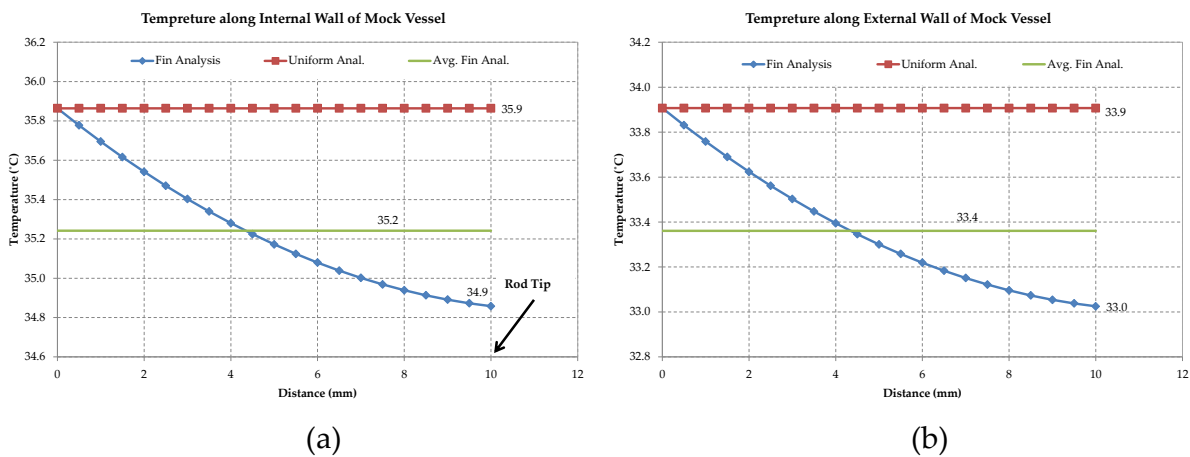 Tempreture along Internal Wall of Mock Vessel
36.2
36.0
35.8
35.6
35.4
35.2
35.0
34.8
34.6
Temperature (˚C)
Fin Analysis
Uniform Anal.
Avg. Fin Anal.
35.9
35.2
34.9
Rod Tip
0 2 4 6 8 10 12
Distance (mm)
(a)
Tempreture along External Wall of Mock Vessel
34.2
34.0
33.8
33.6
33.4
33.2
33.0
32.8
Temperature (˚C)
Fin Analysis
Uniform Anal.
Avg. Fin Anal.
33.9
33.4
33.0
0 2 4 6 8 10 12
Distance (mm)
(b)